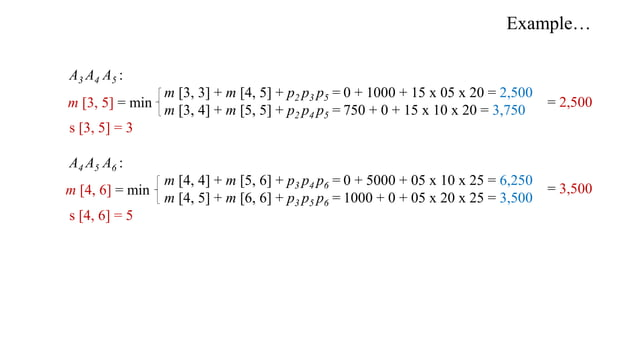 Example…
A3 A4 A5 :
m [3, 3] + m [4, 5] + p2 p3 p5 = 0 + 1000 + 15 x 05 x 20 = 2,500
m [3, 5] = min = 2,500
m [3, 4] + m [5, 5] + p2 p4 p5 = 750 + 0 + 15 x 10 x 20 = 3,750
s [3, 5] = 3
A4 A5 A6 :
m [4, 4] + m [5, 6] + p3 p4 p6 = 0 + 5000 + 05 x 10 x 25 = 6,250
m [4, 6] = min = 3,500
m [4, 5] + m [6, 6] + p3 p5 p6 = 1000 + 0 + 05 x 20 x 25 = 3,500
s [4, 6] = 5